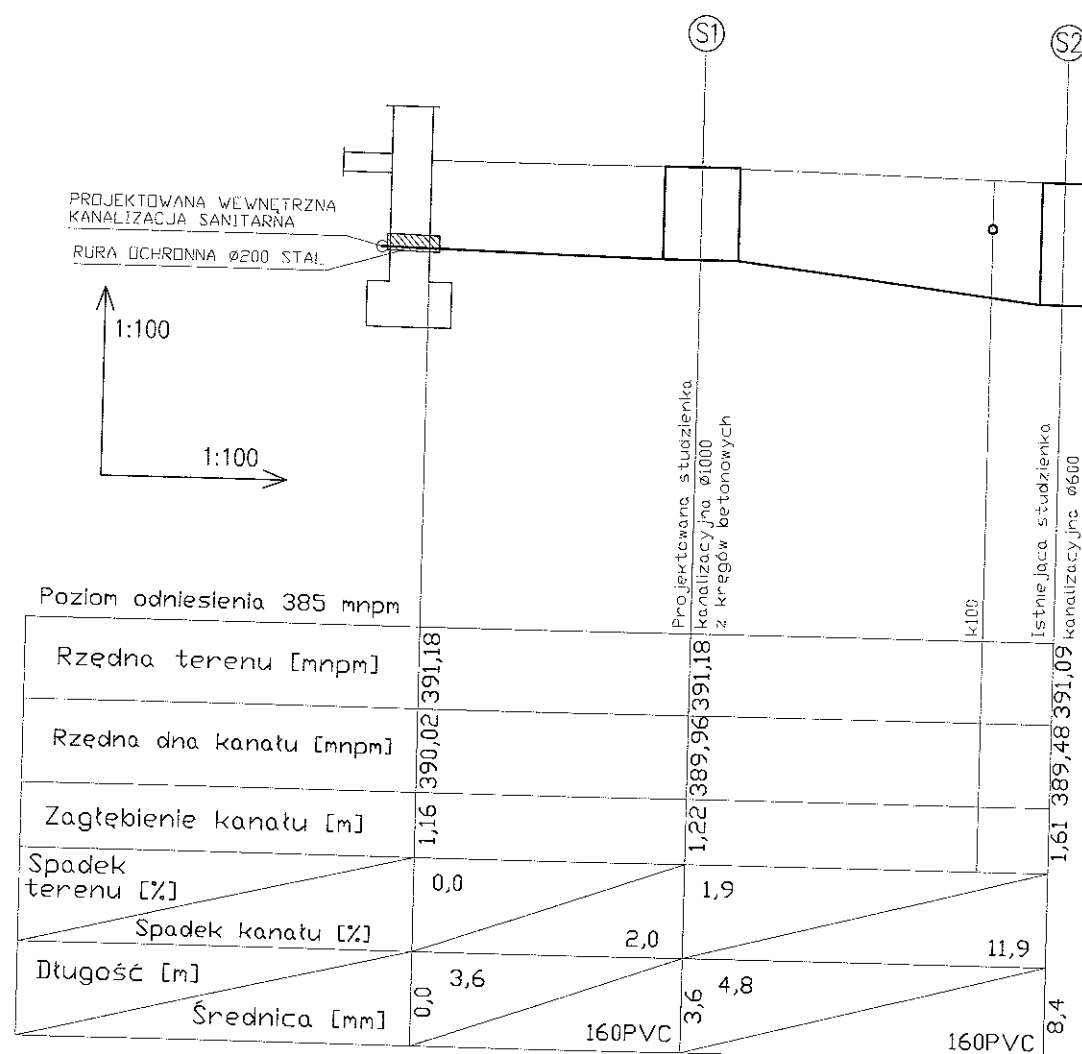 S1
S2
PROJEKTOWANA WEWNĘTRZNA
KANALIZACJA SANITARNA
RURA OCHRONNA Ø200 STAL
1:100
1:100
Projektowana studzienka
kanalizacyjna Ø1000
z kręgów betonowych
k100
Istniejąca studzienka
kanalizacyjna Ø600
Poziom odniesienia 385 mnpm
Rzędna terenu [mnpm]
391,18
391,18
391,09
Rzędna dna kanału [mnpm]
390,02
389,96
389,48
Zagłębienie kanału [m]
1,16
1,22
1,61
Spadek
terenu [%]
0,0
1,9
Spadek kanału [%]
2,0
11,9
Długość [m]
3,6
4,8
Średnica [mm]
0,0
160PVC
3,6
160PVC
8,4